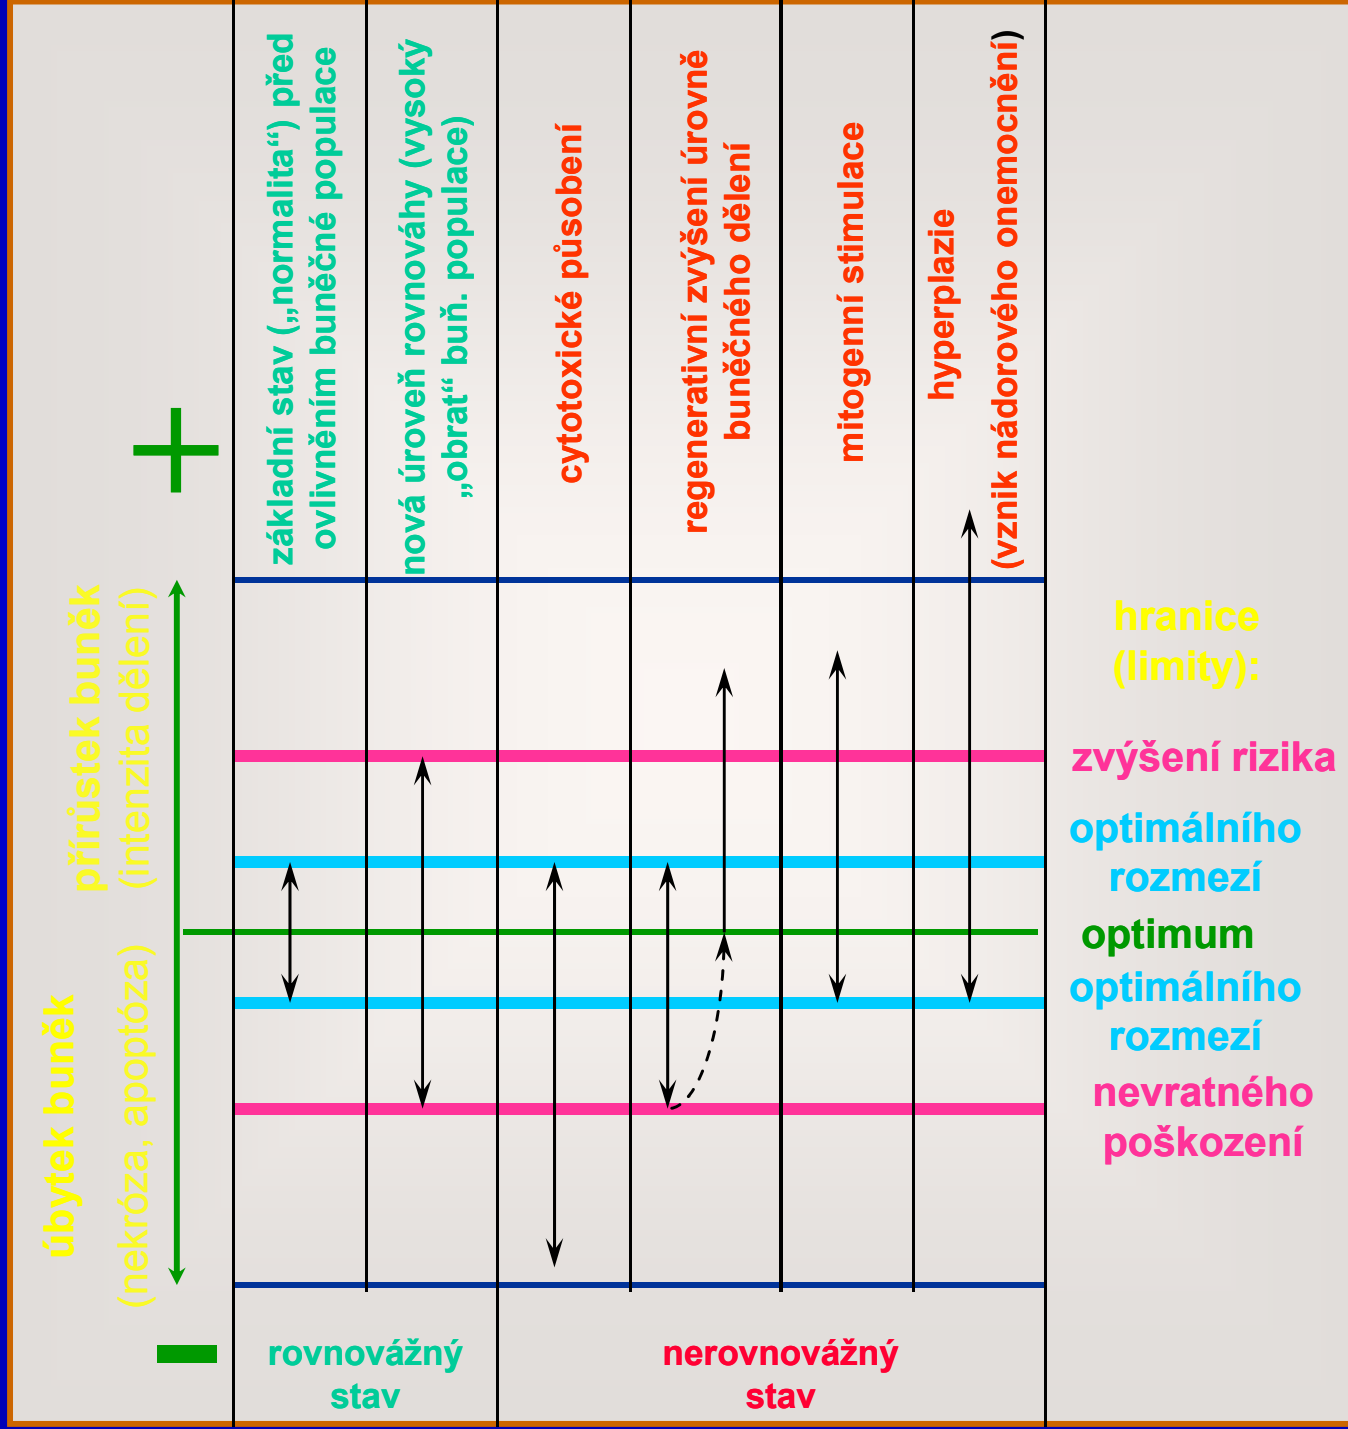 základní stav („normalita“) před
ovlivněním buněčné populace
nová úroveň rovnováhy (vysoký
„obrat“ buň. populace)
cytotoxické působení
regenerativní zvýšení úrovně
buněčného dělení
mitogenní stimulace
hyperplazie
(vznik nádorového onemocnění)
+
přírůstek buněk
(intenzita dělení)
úbytek buněk
(nekróza, apoptóza)
hranice
(limity):
zvýšení rizika
optimálního
rozmezí
optimum
optimálního
rozmezí
nevratného
poškození
–
rovnovážný
stav
nerovnovážný
stav